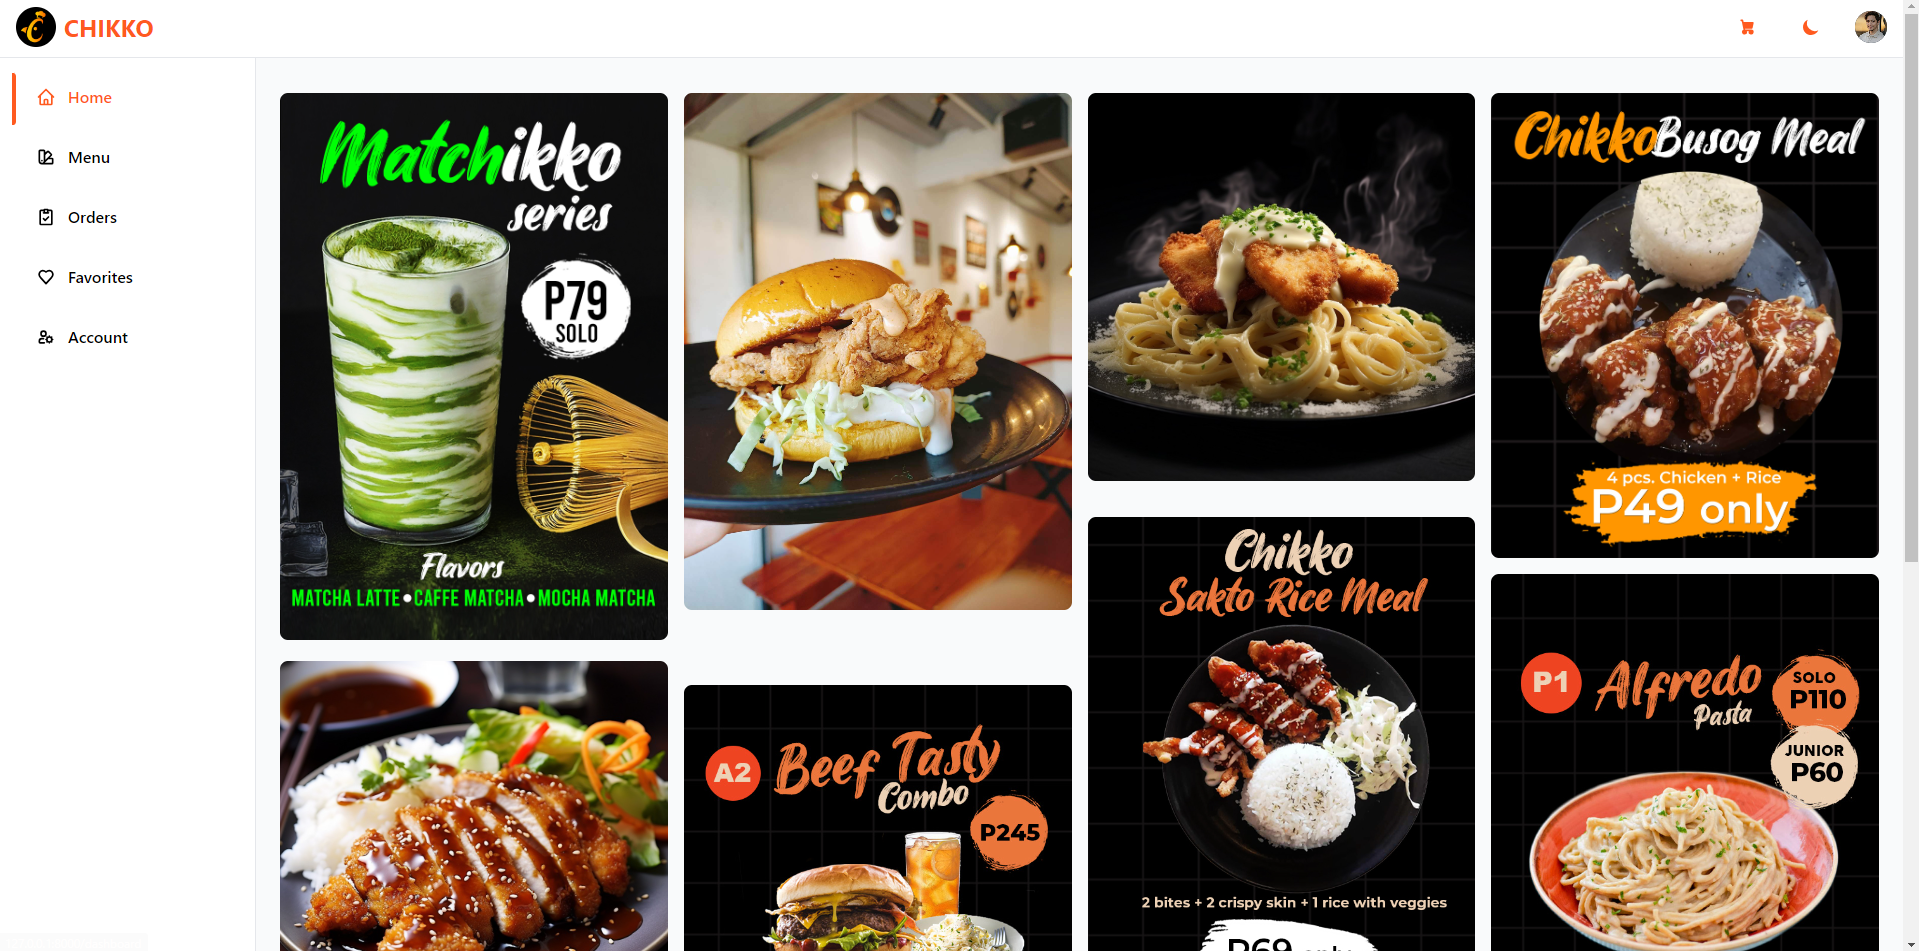 CHIKKO
Home
Menu
Orders
Favorites
Account
Matchikko
series
P79
SOLO
Flavors
MATCHA LATTE • CAFFE MATCHA • MOCHA MATCHA
ChikkoBusog Meal
4 pcs. Chicken + Rice
P49 only
A2
Beef Tasty
Combo
P245
Chikko
Sakto Rice Meal
2 bites + 2 crispy skin + 1 rice with veggies
P69 only
P1
Alfredo
Pasta
SOLO
P110
JUNIOR
P60